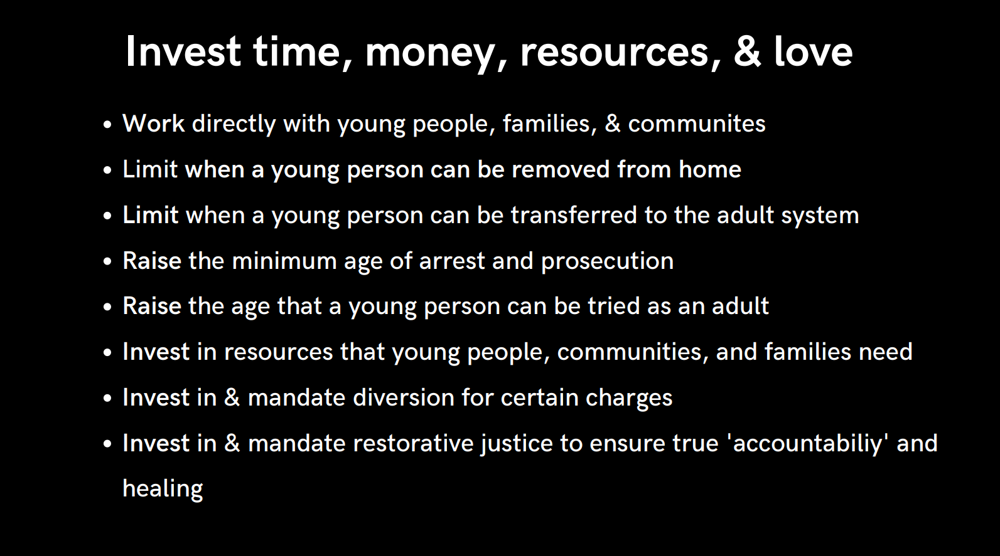 Invest time, money, resources, & love
• Work directly with young people, families, & communites
• Limit when a young person can be removed from home
• Limit when a young person can be transferred to the adult system
• Raise the minimum age of arrest and prosecution
• Raise the age that a young person can be tried as an adult
• Invest in resources that young people, communities, and families need
• Invest in & mandate diversion for certain charges
• Invest in & mandate restorative justice to ensure true 'accountabiliy' and
healing